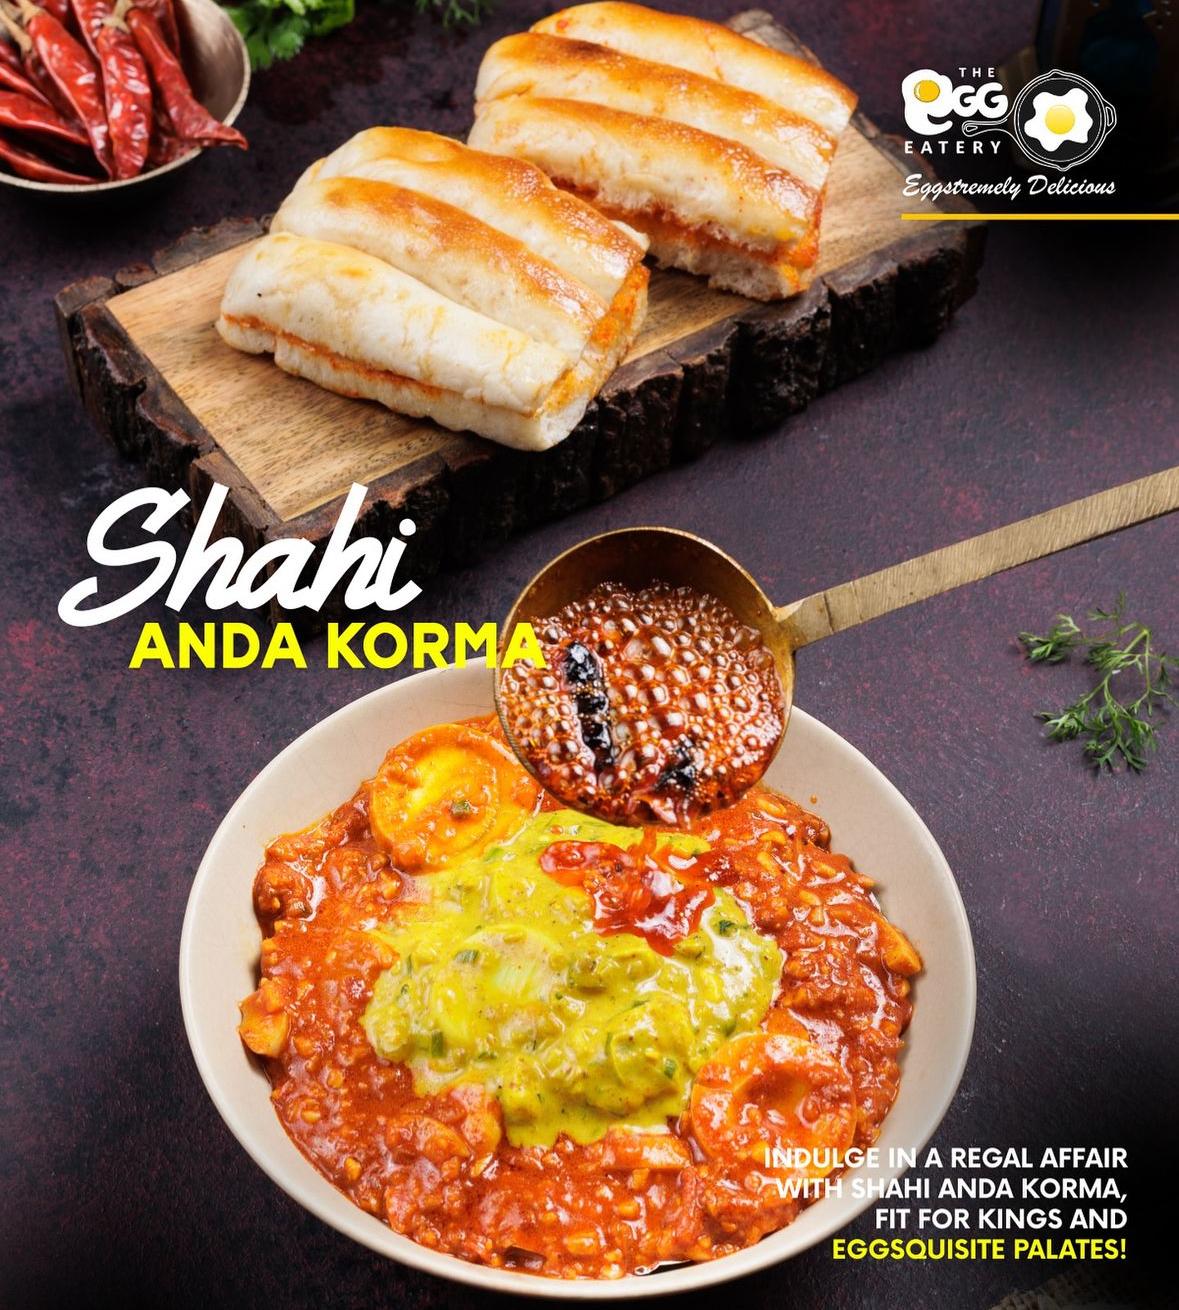 THE
eGG
EATERY
Eggstremely Delicious
Shahi
ANDA KORMA
INDULGE IN A REGAL AFFAIR
WITH SHAHI ANDA KORMA,
FIT FOR KINGS AND
EGGSQUISITE PALATES!